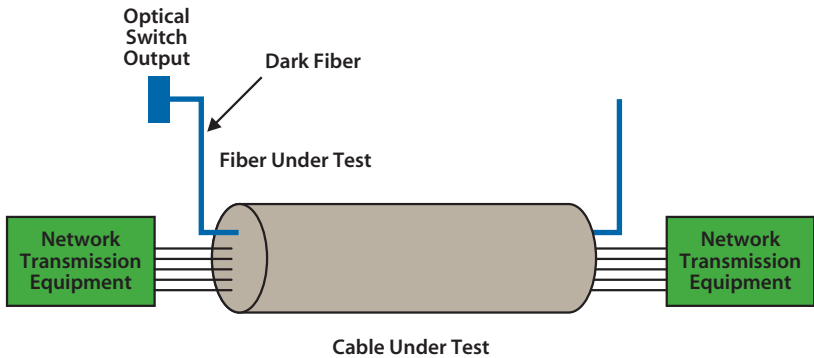 Optical
Switch
Output
Dark Fiber
Fiber Under Test
Network
Transmission
Equipment
Network
Transmission
Equipment
Cable Under Test